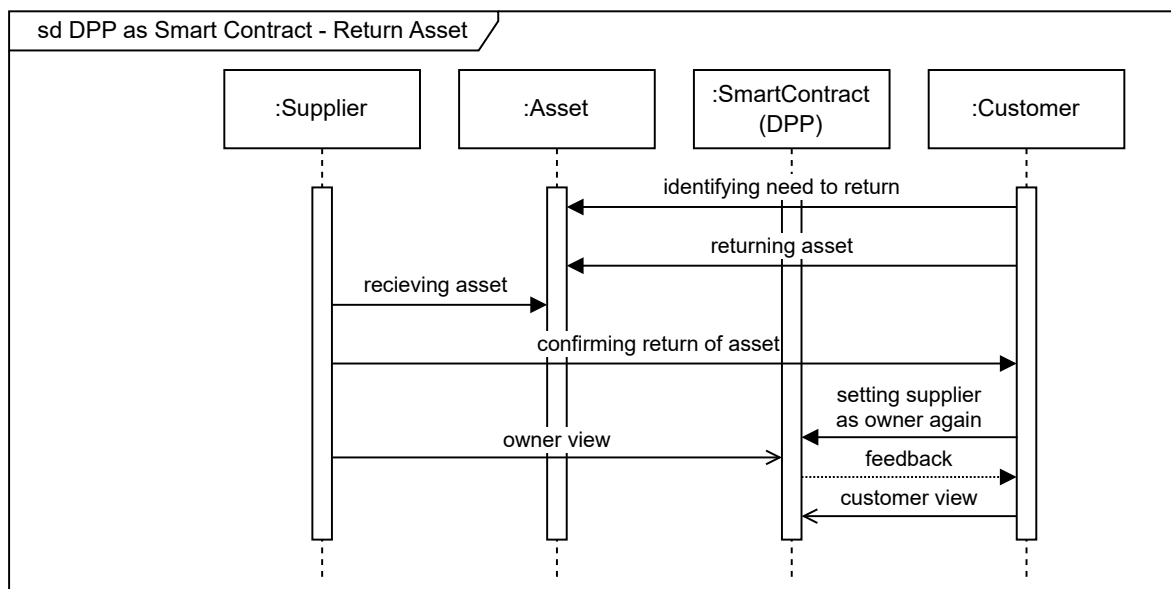 sd DPP as Smart Contract - Return Asset
:Supplier
:Asset
:SmartContract
(DPP)
:Customer
identifying need to return
returning asset
recieving asset
confirming return of asset
setting supplier
as owner again
owner view
feedback
customer view